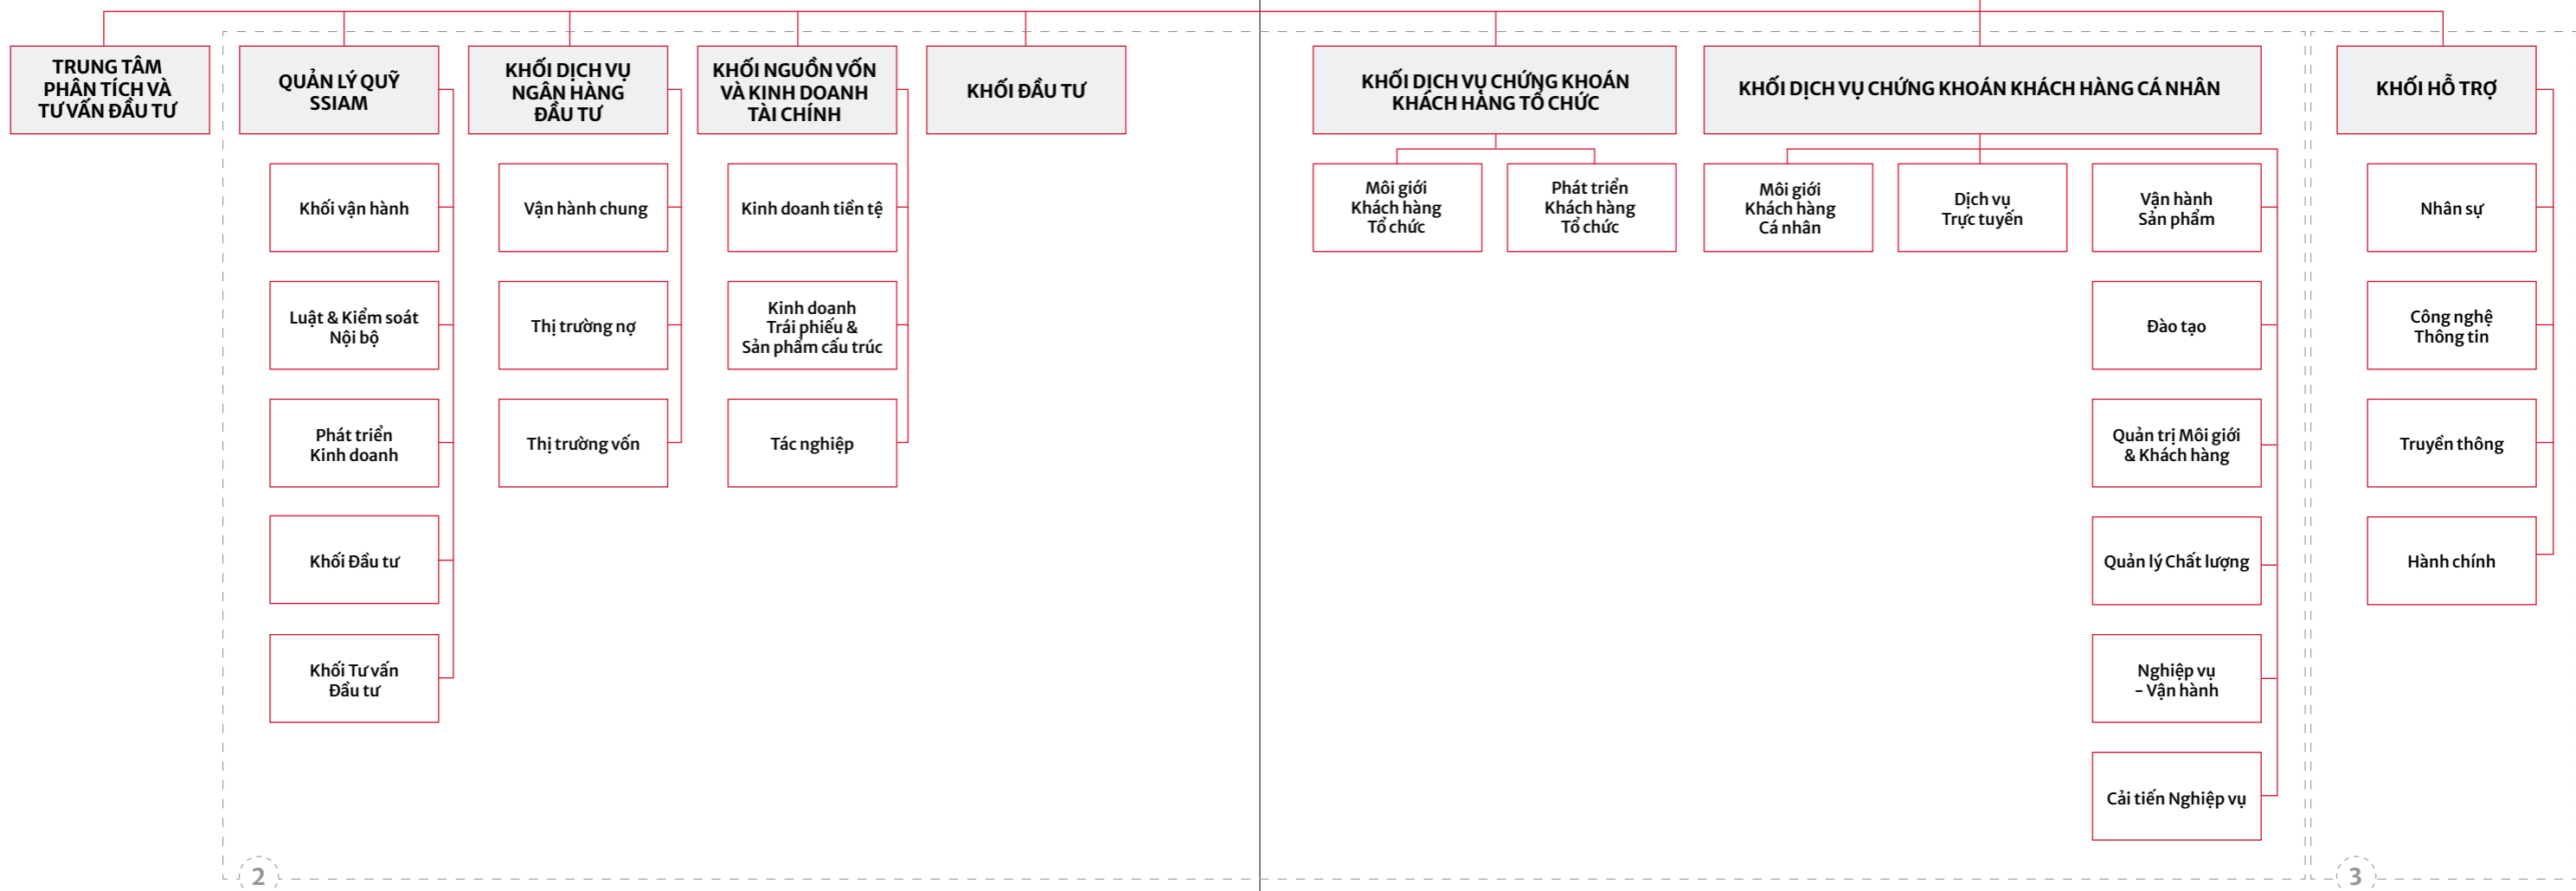 TRUNG TÂM
PHÂN TÍCH VÀ
TƯ VẤN ĐẦU TƯ
QUẢN LÝ QUỸ
SSIAM
Khối vận hành
Luật & Kiểm soát
Nội bộ
Phát triển
Kinh doanh
Khối Đầu tư
Khối Tư vấn
Đầu tư
KHỐI DỊCH VỤ
NGÂN HÀNG
ĐẦU TƯ
Vận hành chung
Thị trường nợ
Thị trường vốn
KHỐI NGUỒN VỐN
VÀ KINH DOANH
TÀI CHÍNH
Kinh doanh tiền tệ
Kinh doanh
Trái phiếu &
Sản phẩm cấu trúc
Tác nghiệp
KHỐI ĐẦU TƯ
KHỐI DỊCH VỤ CHỨNG KHOÁN
KHÁCH HÀNG TỔ CHỨC
Môi giới
Khách hàng
Tổ chức
Phát triển
Khách hàng
Tổ chức
KHỐI DỊCH VỤ CHỨNG KHOÁN KHÁCH HÀNG CÁ NHÂN
Môi giới
Khách hàng
Cá nhân
Dịch vụ
Trực tuyến
Vận hành
Sản phẩm
Đào tạo
Quản trị Môi giới
& Khách hàng
Quản lý Chất lượng
Nghiệp vụ
– Vận hành
Cải tiến Nghiệp vụ
KHỐI HỖ TRỢ
Nhân sự
Công nghệ
Thông tin
Truyền thông
Hành chính
2
3